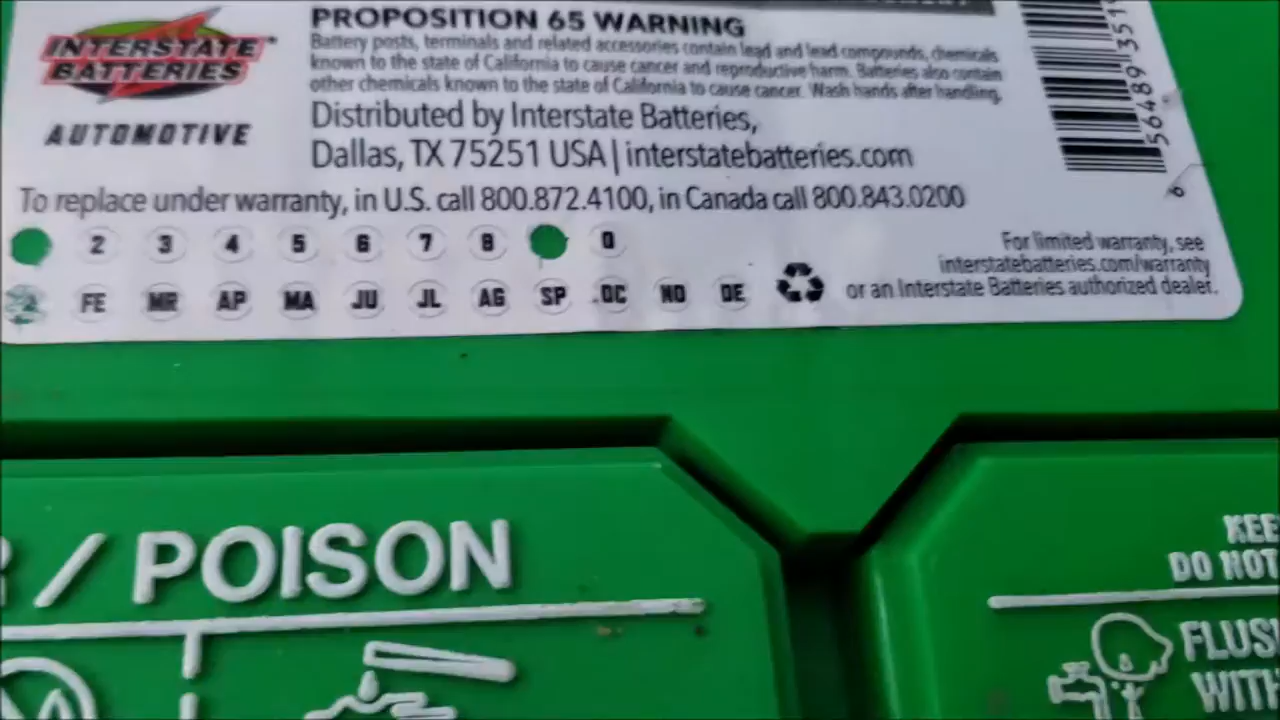 INTERSTATE
BATTERIES
AUTOMOTIVE
PROPOSITION 65 WARNING
Battery posts, terminals and related accessories contain lead and lead compounds, chemicals
known to the state of California to cause cancer and reproductive harm. Batteries also contain
other chemicals known to the state of California to cause cancer. Wash hands after handling.
Distributed by Interstate Batteries,
Dallas, TX 75251 USA | interstatebatteries.com
To replace under warranty, in U.S. call 800.872.4100, in Canada call 800.843.0200
2 3 4 5 6 7 8 0
FE MR AP MA JU JL AG SP OC NO DE
For limited warranty, see
interstatebatteries.com/warranty
or an Interstate Batteries authorized dealer.
56489 351
6
/ POISON
KEE
DO NOT
FLUS
WITH